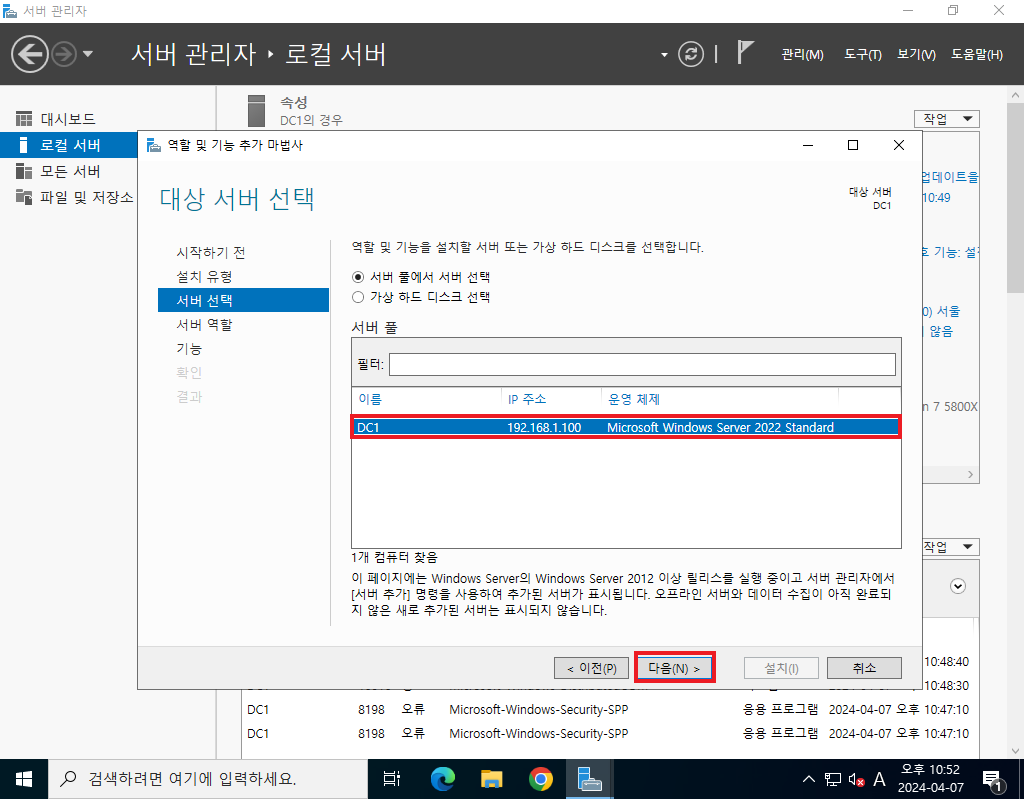 서버 관리자
서버 관리자 · 로컬 서버
관리(M) 도구(T) 보기(V) 도움말(H)
대시보드
로컬 서버
모든 서버
파일 및 저장소
속성
DC1의 경우
작업
업데이트을
10:49
호 기능: 설정
0) 서울
않음
n 7 5800X
작업
역할 및 기능 추가 마법사
대상 서버 선택
대상 서버
DC1
시작하기 전
설치 유형
서버 선택
서버 역할
기능
확인
결과
역할 및 기능을 설치할 서버 또는 가상 하드 디스크를 선택합니다.
서버 풀에서 서버 선택
가상 하드 디스크 선택
서버 풀
필터:
이름 IP 주소 운영 체제
DC1 192.168.1.100 Microsoft Windows Server 2022 Standard
1개 컴퓨터 찾음
이 페이지에는 Windows Server의 Windows Server 2012 이상 릴리스를 실행 중이고 서버 관리자에서
[서버 추가] 명령을 사용하여 추가된 서버가 표시됩니다. 오프라인 서버와 데이터 수집이 아직 완료되
지 않은 새로 추가된 서버는 표시되지 않습니다.
< 이전(P) 다음(N) > 설치(I) 취소
10:48:40
10:48:30
DC1 8198 오류 Microsoft-Windows-Security-SPP 응용 프로그램 2024-04-07 오후 10:47:10
DC1 8198 오류 Microsoft-Windows-Security-SPP 응용 프로그램 2024-04-07 오후 10:47:10
검색하려면 여기에 입력하세요.
A
오후 10:52
2024-04-07
1